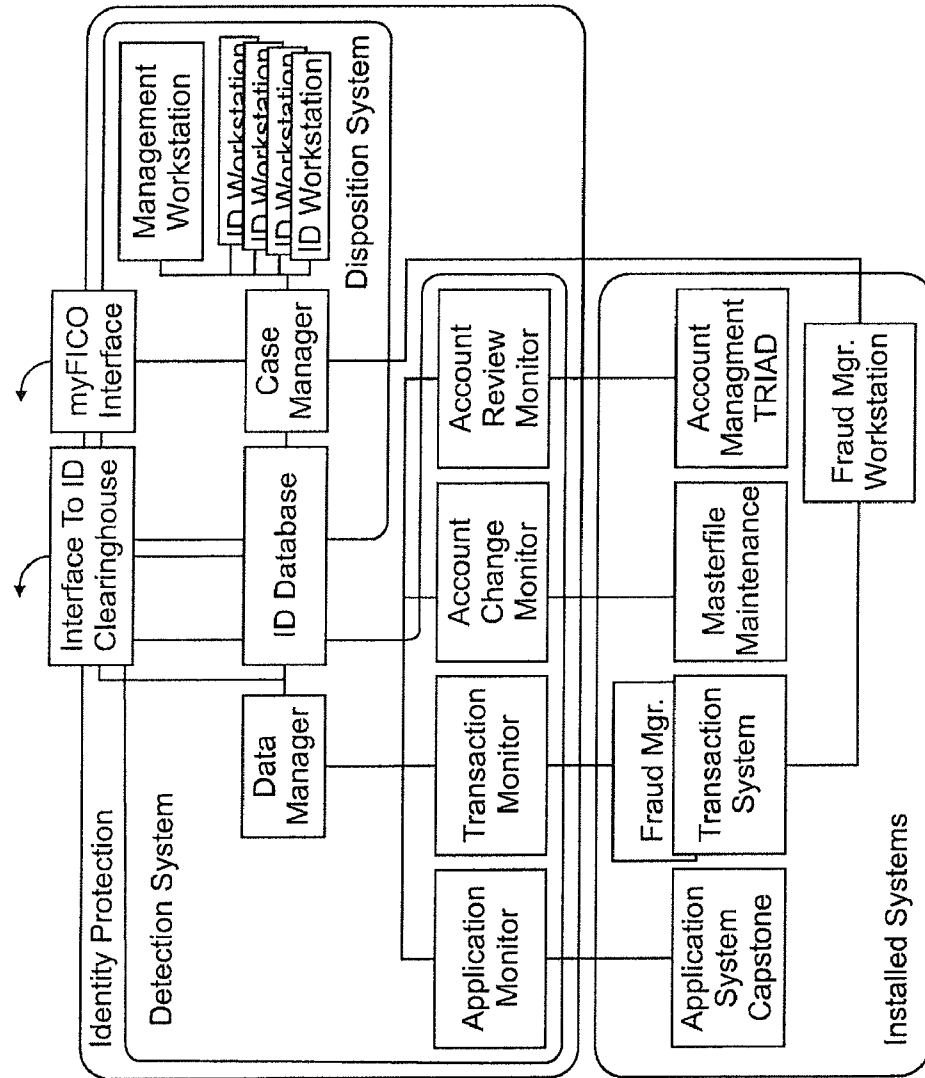 Identity Protection
Detection System
Interface To ID
Clearinghouse
myFICO
Interface
Management
Workstation
ID Workstation
ID Workstation
ID Workstation
ID Workstation
Disposition System
Data
Manager
ID Database
Case
Manager
Application
Monitor
Transaction
Monitor
Account
Change
Monitor
Account
Review
Monitor
Application
System
Capstone
Fraud Mgr.
Transaction
System
Masterfile
Maintenance
Account
Managment
TRIAD
Fraud Mgr.
Workstation
Installed Systems